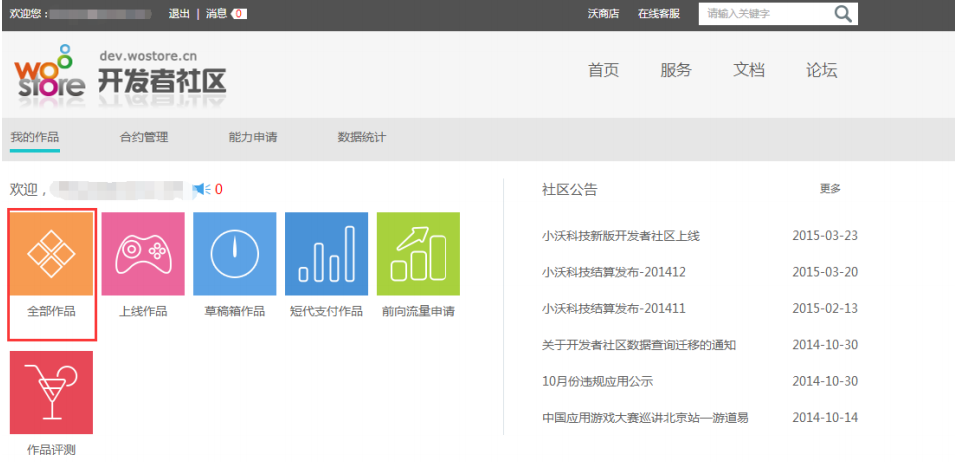 欢迎您： 退出 | 消息 0 沃商店 在线客服 请输入关键字
wo store dev.wostore.cn
开发者社区 首页 服务 文档 论坛
我的作品 合约管理 能力申请 数据统计
欢迎， 0
全部作品 上线作品 草稿箱作品 短代支付作品 前向流量申请
作品评测
社区公告 更多
小沃科技新版开发者社区上线 2015-03-23
小沃科技结算发布-201412 2015-03-20
小沃科技结算发布-201411 2015-02-13
关于开发者社区数据查询迁移的通知 2014-10-30
10月份违规应用公示 2014-10-30
中国应用游戏大赛巡讲北京站—游道易 2014-10-14